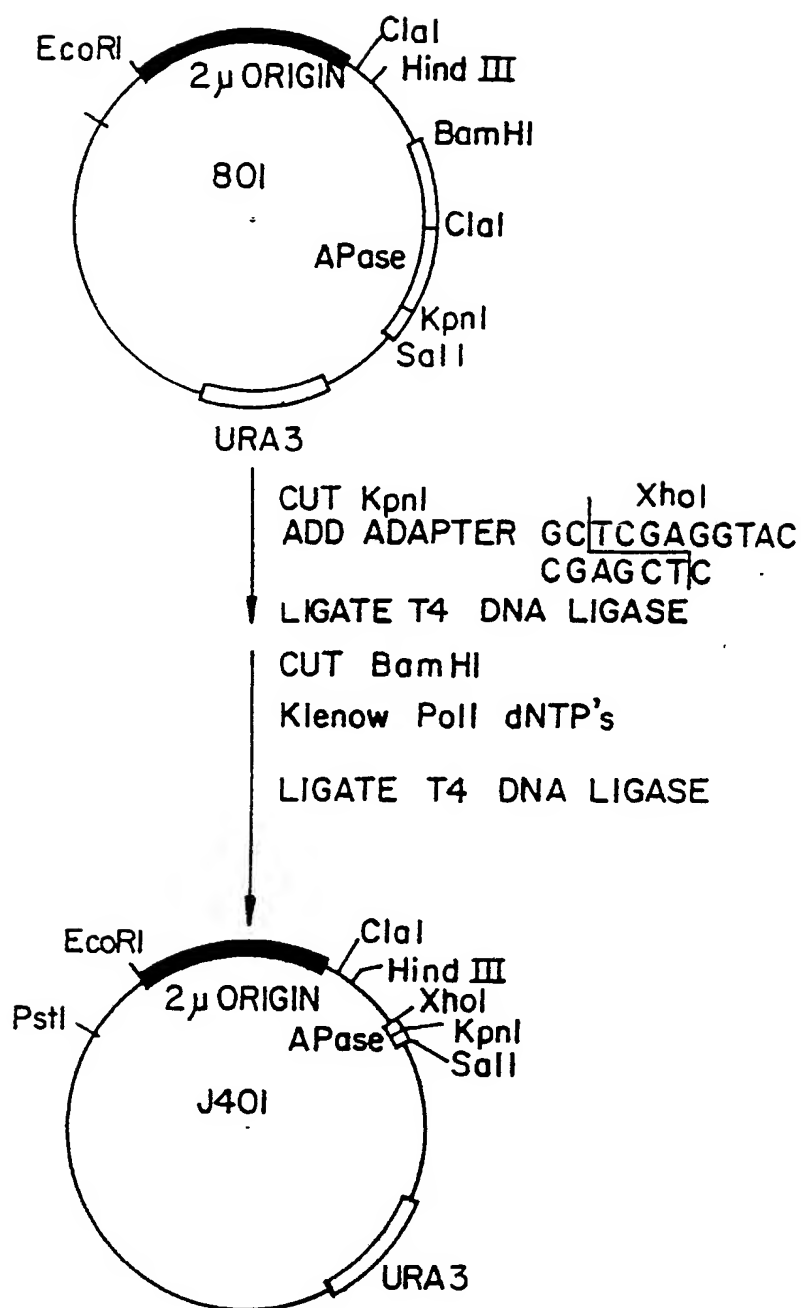 EcoRI
ClaI
2μ ORIGIN
Hind III
BamHI
801
ClaI
APase
KpnI
SalI
URA3
CUT KpnI
XhoI
ADD ADAPTER GCTCGAGGTAC
CGAGCTC
LIGATE T4 DNA LIGASE
CUT BamHI
Klenow PolI dNTP's
LIGATE T4 DNA LIGASE
EcoRI
ClaI
Hind III
2μ ORIGIN
XhoI
PstI
APase
KpnI
SalI
J401
URA3